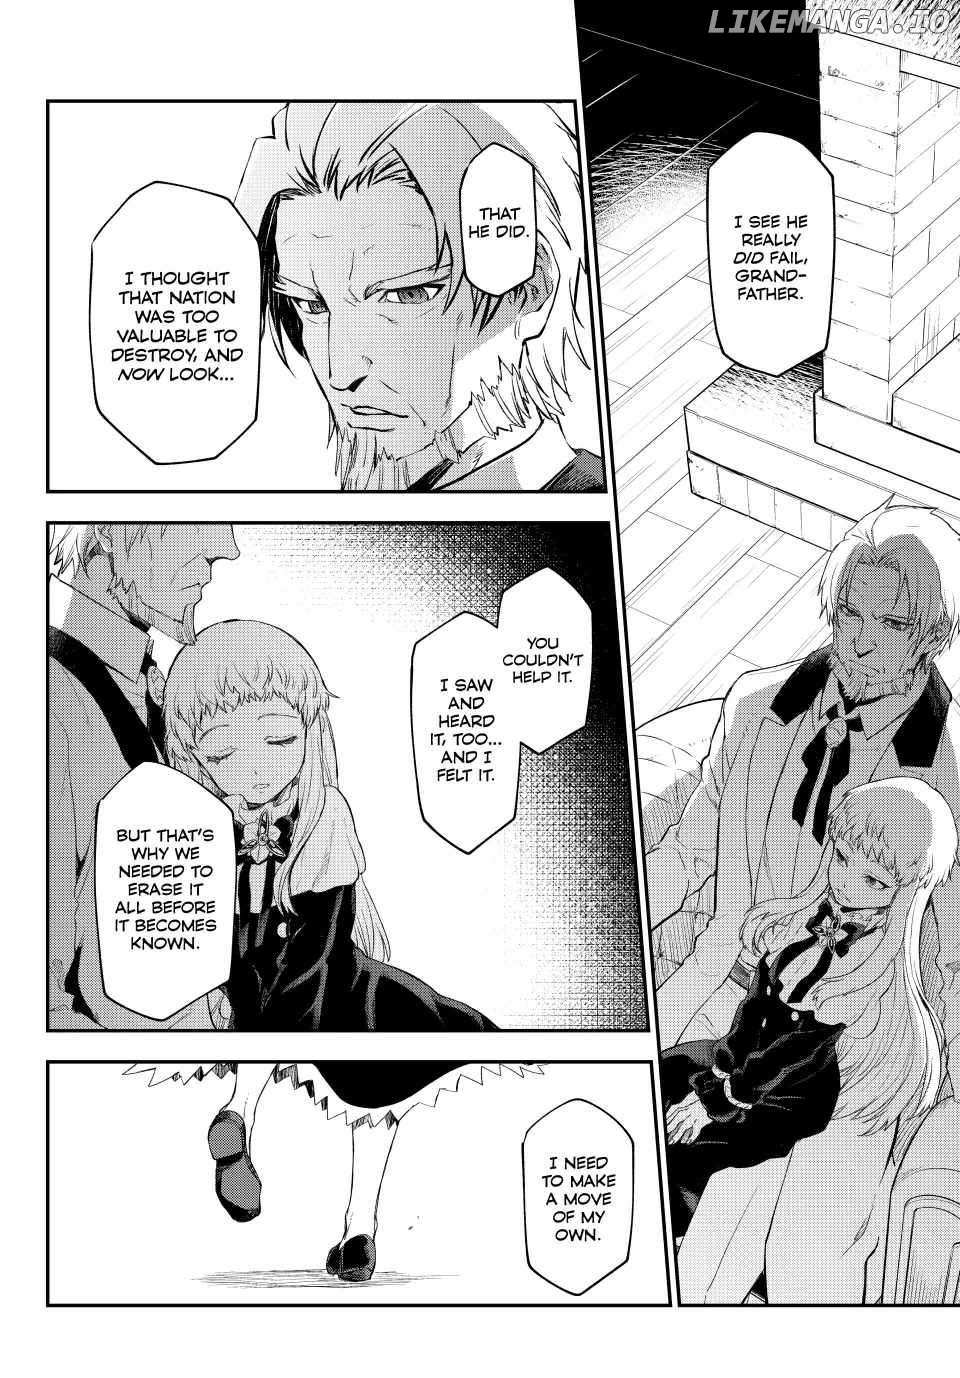 LIKEMANGA.IO
I SEE HE
REALLY
DID FAIL,
GRAND-
FATHER.
THAT
HE DID.
I THOUGHT
THAT NATION
WAS TOO
VALUABLE TO
DESTROY, AND
NOW LOOK...
YOU
COULDN'T
HELP IT.
I SAW
AND
HEARD
IT, TOO...
AND I
FELT IT.
BUT THAT'S
WHY WE
NEEDED TO
ERASE IT
ALL BEFORE
IT BECOMES
KNOWN.
I NEED
TO MAKE
A MOVE
OF MY
OWN.